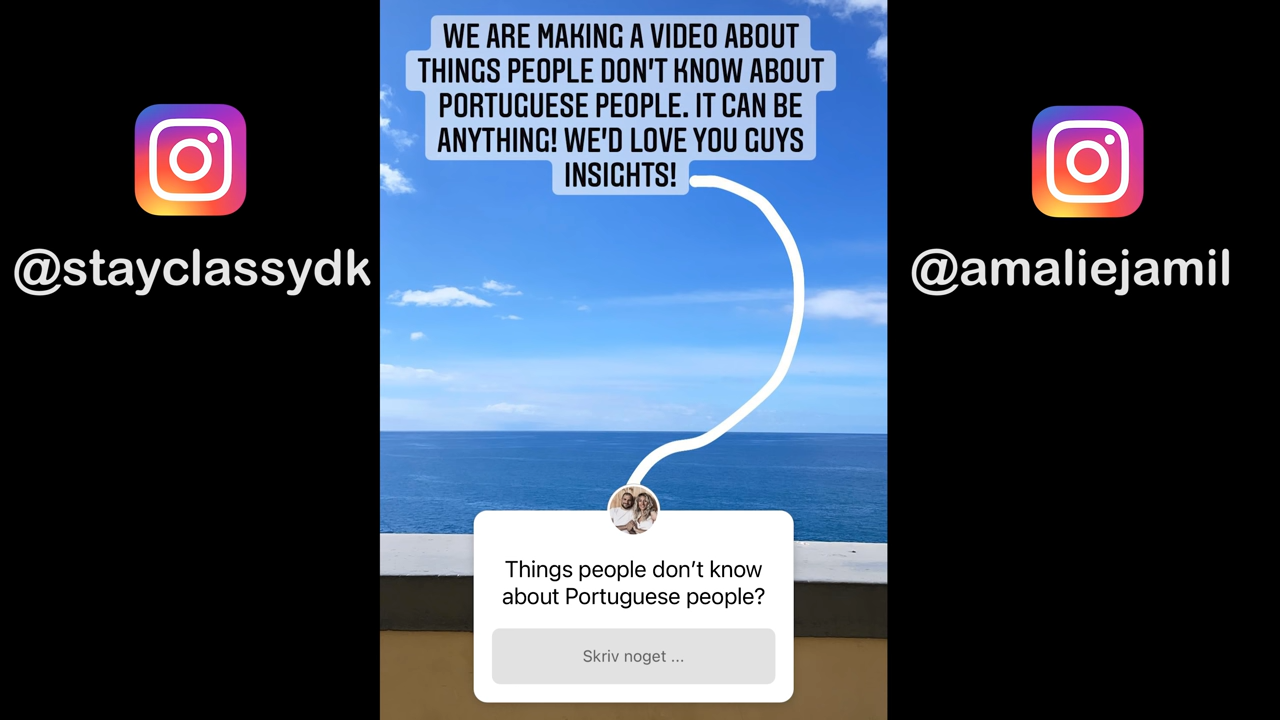 WE ARE MAKING A VIDEO ABOUT
THINGS PEOPLE DON'T KNOW ABOUT
PORTUGUESE PEOPLE. IT CAN BE
ANYTHING! WE'D LOVE YOU GUYS
INSIGHTS!
@stayclassydk
@amaliejamil
Things people don’t know
about Portuguese people?
Skriv noget ...